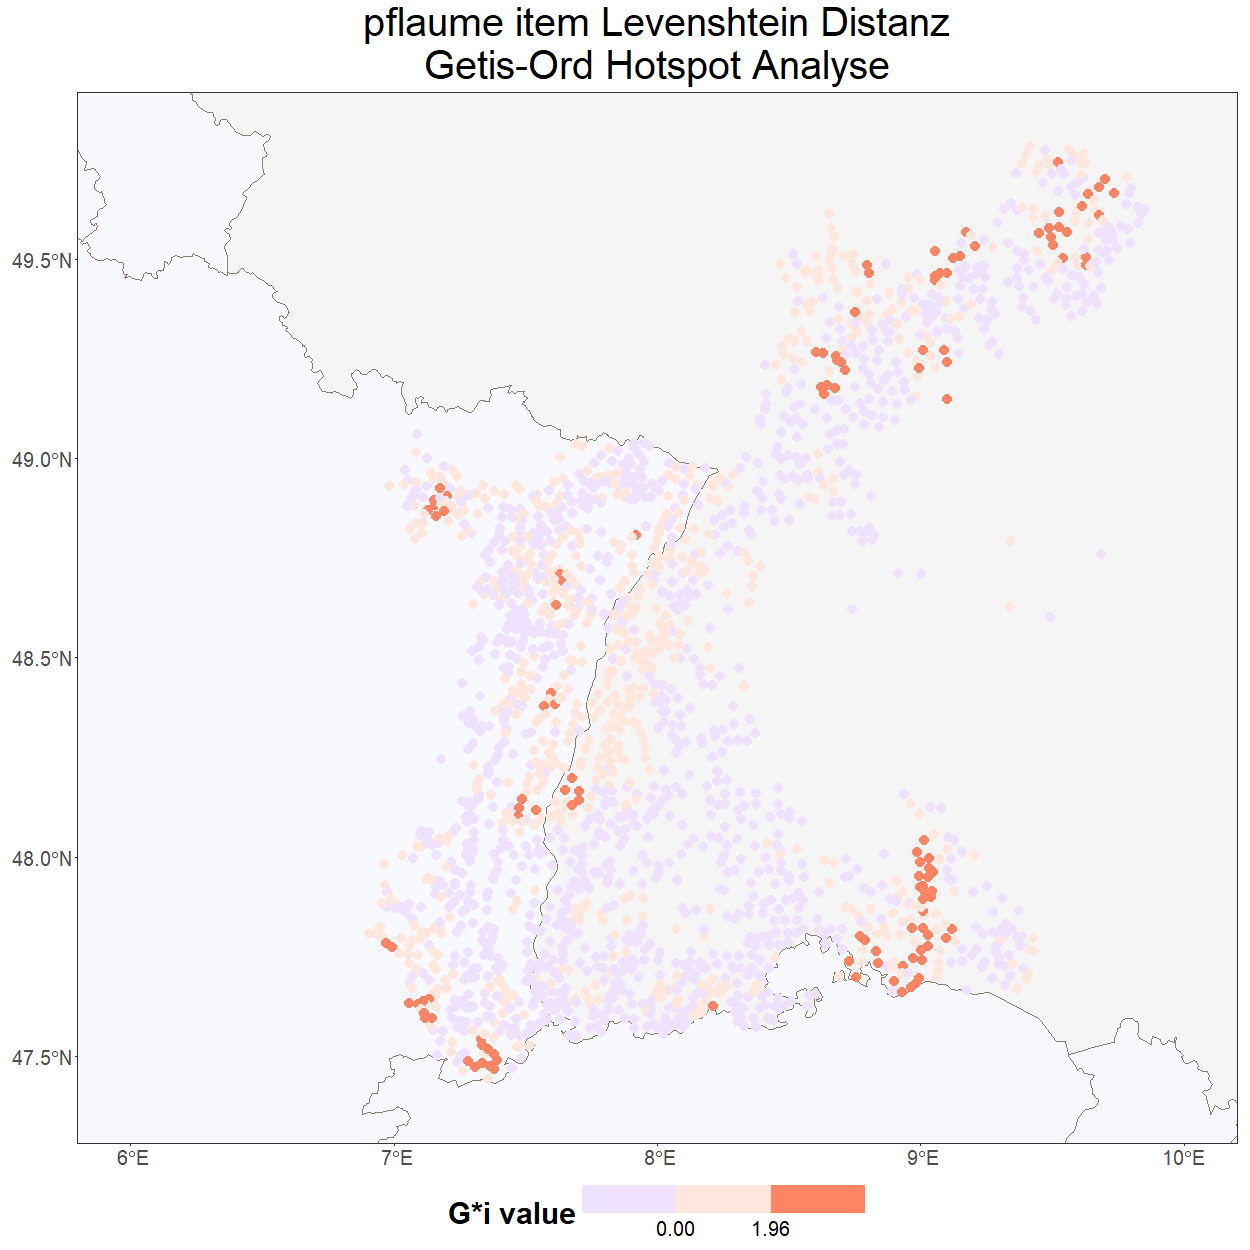 pflaume item Levenshtein Distanz
Getis-Ord Hotspot Analyse
49.5°N
49.0°N
48.5°N
48.0°N
47.5°N
6°E
7°E
8°E
9°E
10°E
G*i value
0.00
1.96